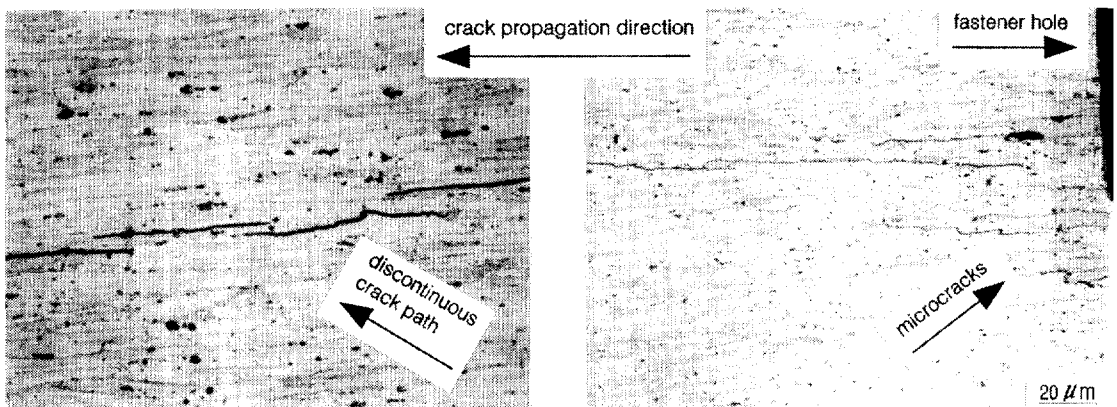 crack propagation direction
fastener hole
discontinuous
crack path
microcracks
20 μm